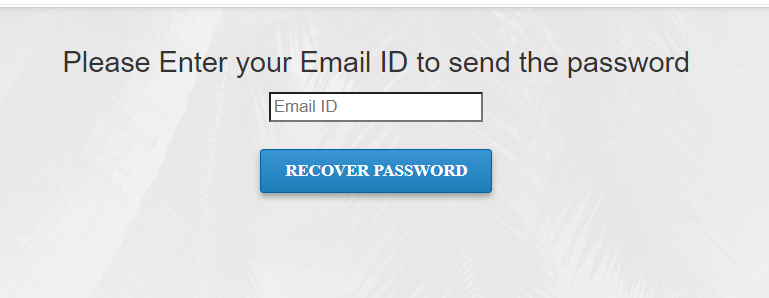 Please Enter your Email ID to send the password
Email ID
RECOVER PASSWORD